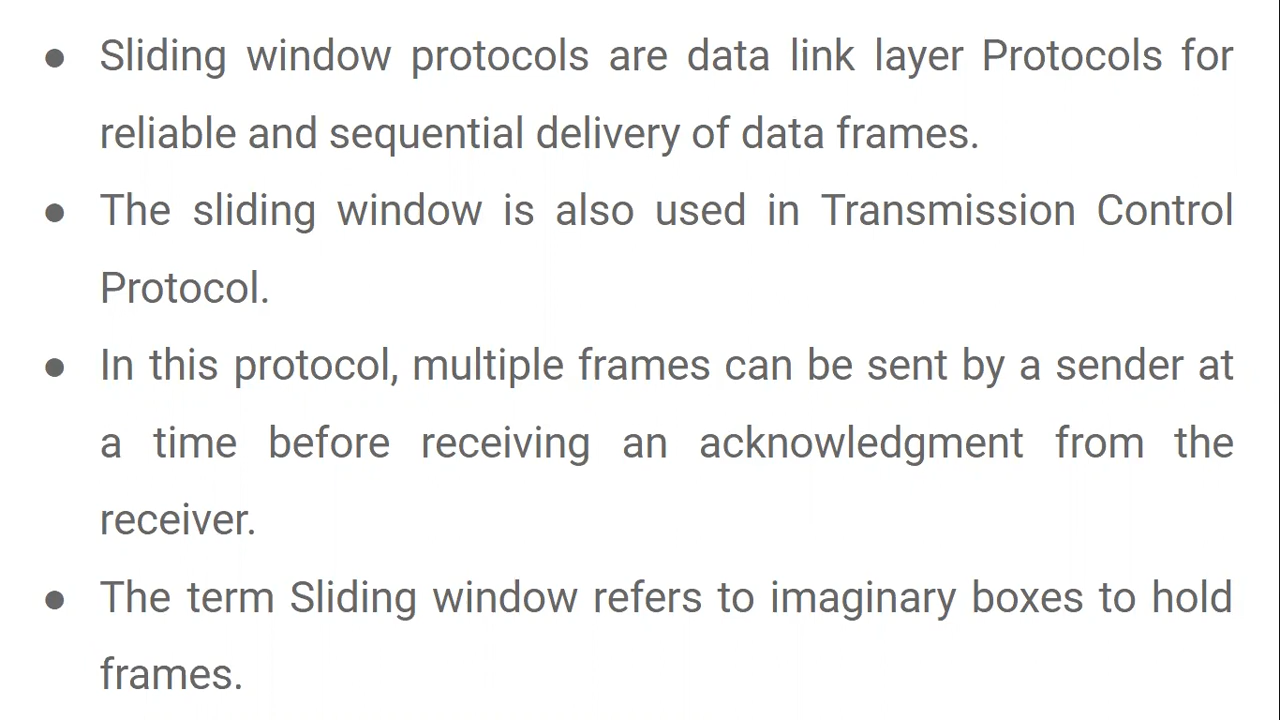 ● Sliding window protocols are data link layer Protocols for
reliable and sequential delivery of data frames.
● The sliding window is also used in Transmission Control
Protocol.
● In this protocol, multiple frames can be sent by a sender at
a time before receiving an acknowledgment from the
receiver.
● The term Sliding window refers to imaginary boxes to hold
frames.